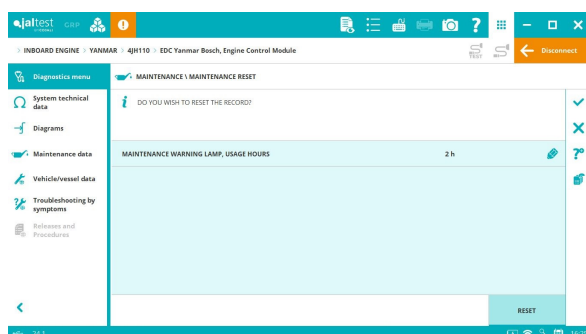 jaltest GRP
INBOARD ENGINE YANMAR 4JH110 EDC Yanmar Bosch, Engine Control Module
TEST
Disconnect
Diagnostics menu
MAINTENANCE \ MAINTENANCE RESET
System technical
data
Diagrams
Maintenance data
Vehicle/vessel data
Troubleshooting by
symptoms
Releases and
Procedures
DO YOU WISH TO RESET THE RECORD?
MAINTENANCE WARNING LAMP, USAGE HOURS 2 h
RESET